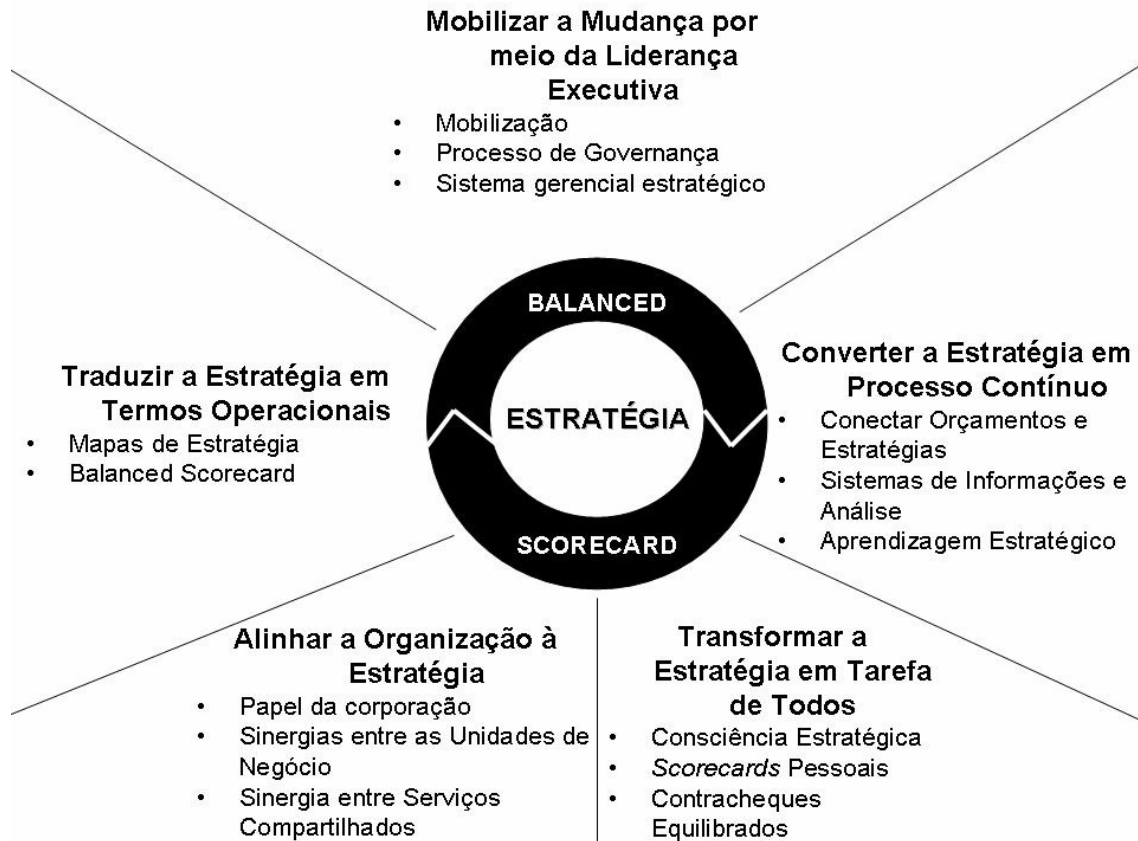 Mobilizar a Mudança por
meio da Liderança
Executiva
• Mobilização
• Processo de Governança
• Sistema gerencial estratégico
BALANCED
ESTRATÉGIA
SCORECARD
Traduzir a Estratégia em
Termos Operacionais
• Mapas de Estratégia
• Balanced Scorecard
Converter a Estratégia em
Processo Contínuo
• Conectar Orçamentos e
Estratégias
• Sistemas de Informações e
Análise
• Aprendizagem Estratégico
Alinhar a Organização à
Estratégia
• Papel da corporação
• Sinergias entre as Unidades de
Negócio
• Sinergia entre Serviços
Compartilhados
Transformar a
Estratégia em Tarefa
de Todos
• Consciência Estratégica
• Scorecards Pessoais
• Contracheques
Equilibrados